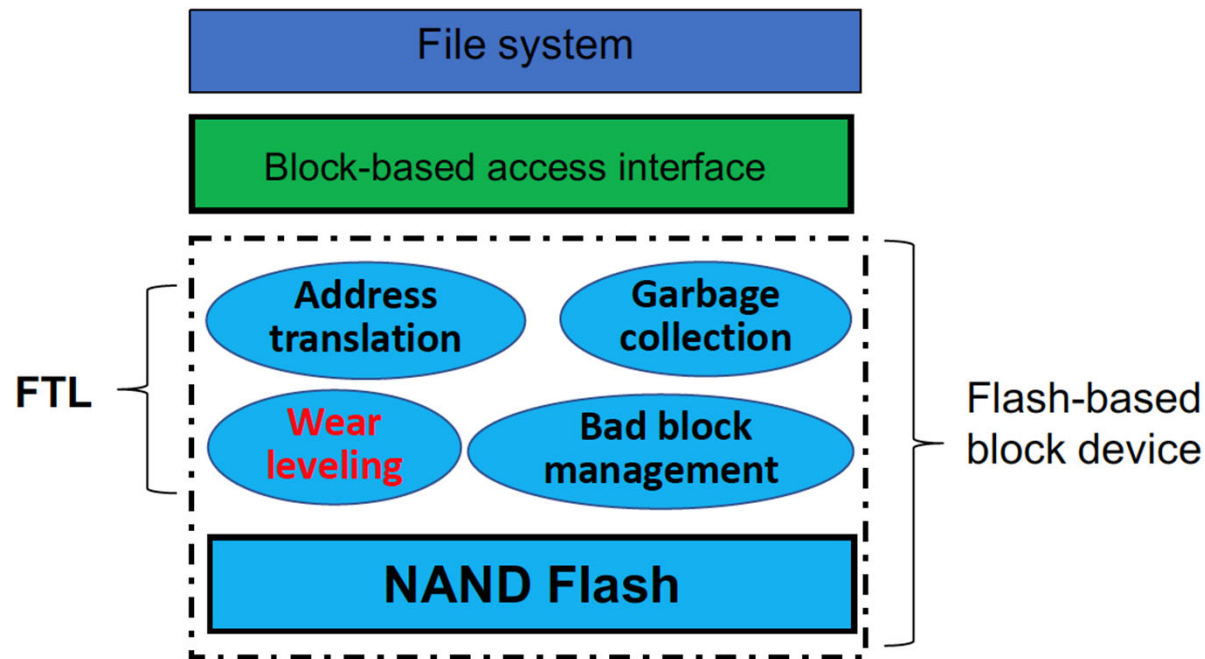 File system
Block-based access interface
Address
translation
Garbage
collection
FTL
Wear
leveling
Bad block
management
Flash-based
block device
NAND Flash